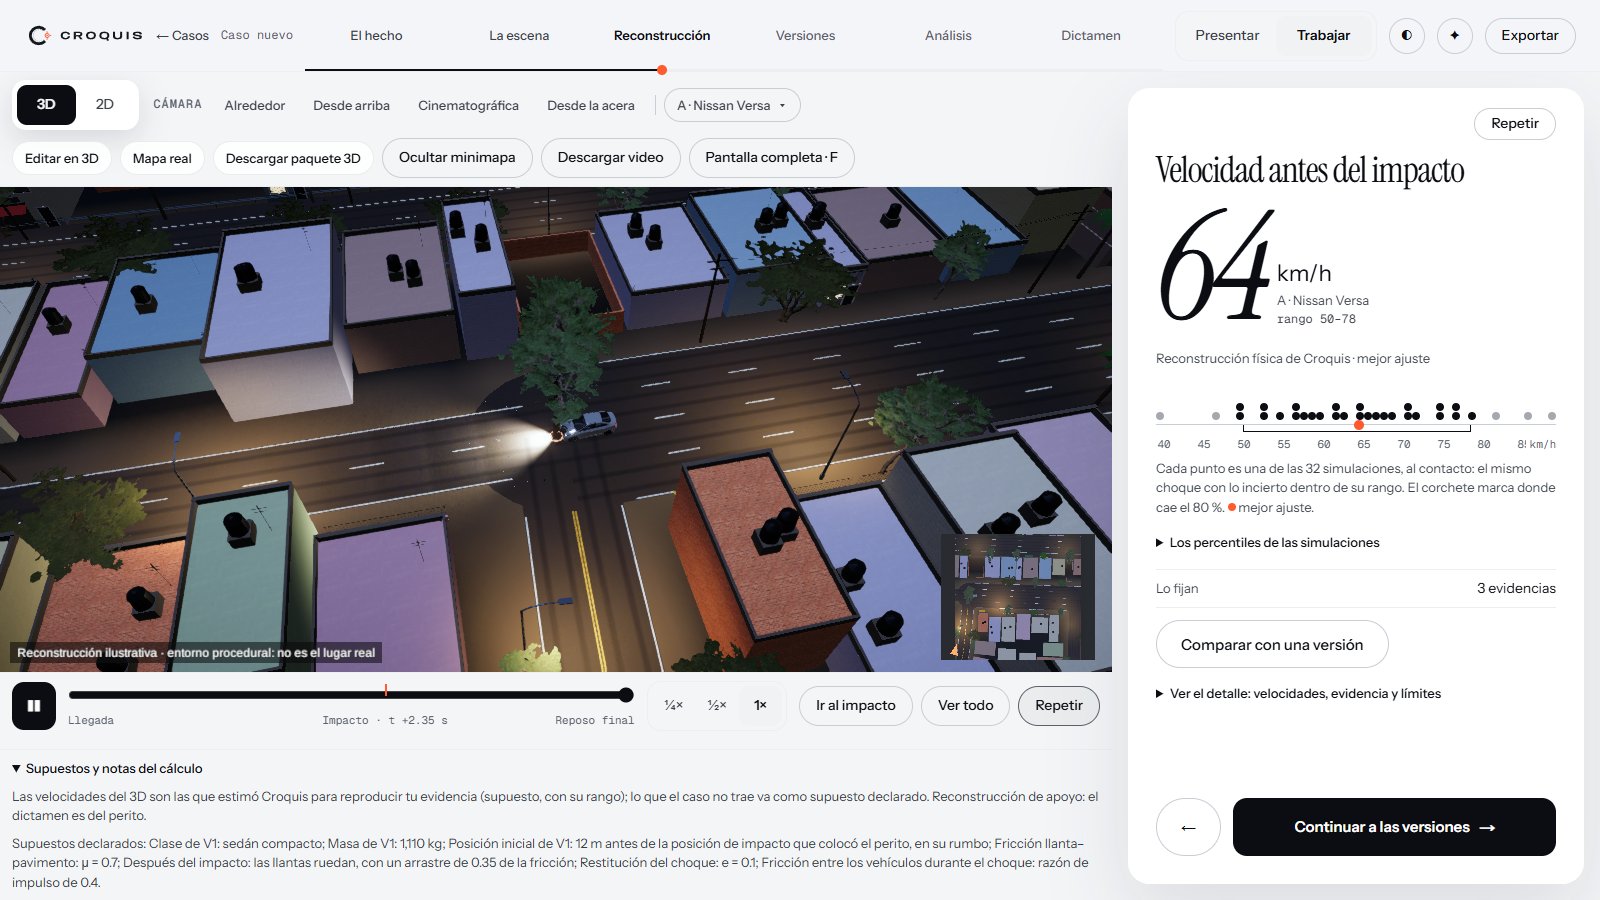 CROQUIS ← Casos Caso nuevo El hecho La escena Reconstrucción Versiones Análisis Dictamen Presentar Trabajar Exportar
3D 2D CÁMARA Alrededor Desde arriba Cinematográfica Desde la acera A · Nissan Versa
Editar en 3D Mapa real Descargar paquete 3D Ocultar minimapa Descargar video Pantalla completa · F
Reconstrucción ilustrativa · entorno procedural: no es el lugar real
Llegada Impacto · t +2.35 s Reposo final
¼× ½× 1× Ir al impacto Ver todo Repetir
▼ Supuestos y notas del cálculo
Las velocidades del 3D son las que estimó Croquis para reproducir tu evidencia (supuesto, con su rango); lo que el caso no trae va como supuesto declarado. Reconstrucción de apoyo: el
dictamen es del perito.
Supuestos declarados: Clase de V1: sedán compacto; Masa de V1: 1,110 kg; Posición inicial de V1: 12 m antes de la posición de impacto que colocó el perito, en su rumbo; Fricción llanta–
pavimento: μ = 0.7; Después del impacto: las llantas ruedan, con un arrastre de 0.35 de la fricción; Restitución del choque: e = 0.1; Fricción entre los vehículos durante el choque: razón de
impulso de 0.4.
Repetir
Velocidad antes del impacto
64 km/h
A · Nissan Versa
rango 50–78
Reconstrucción física de Croquis · mejor ajuste
40 45 50 55 60 65 70 75 80 km/h
Cada punto es una de las 32 simulaciones, al contacto: el mismo
choque con lo incierto dentro de su rango. El corchete marca donde
cae el 80 %. mejor ajuste.
▶ Los percentiles de las simulaciones
Lo fijan 3 evidencias
Comparar con una versión
▶ Ver el detalle: velocidades, evidencia y límites
← Continuar a las versiones →